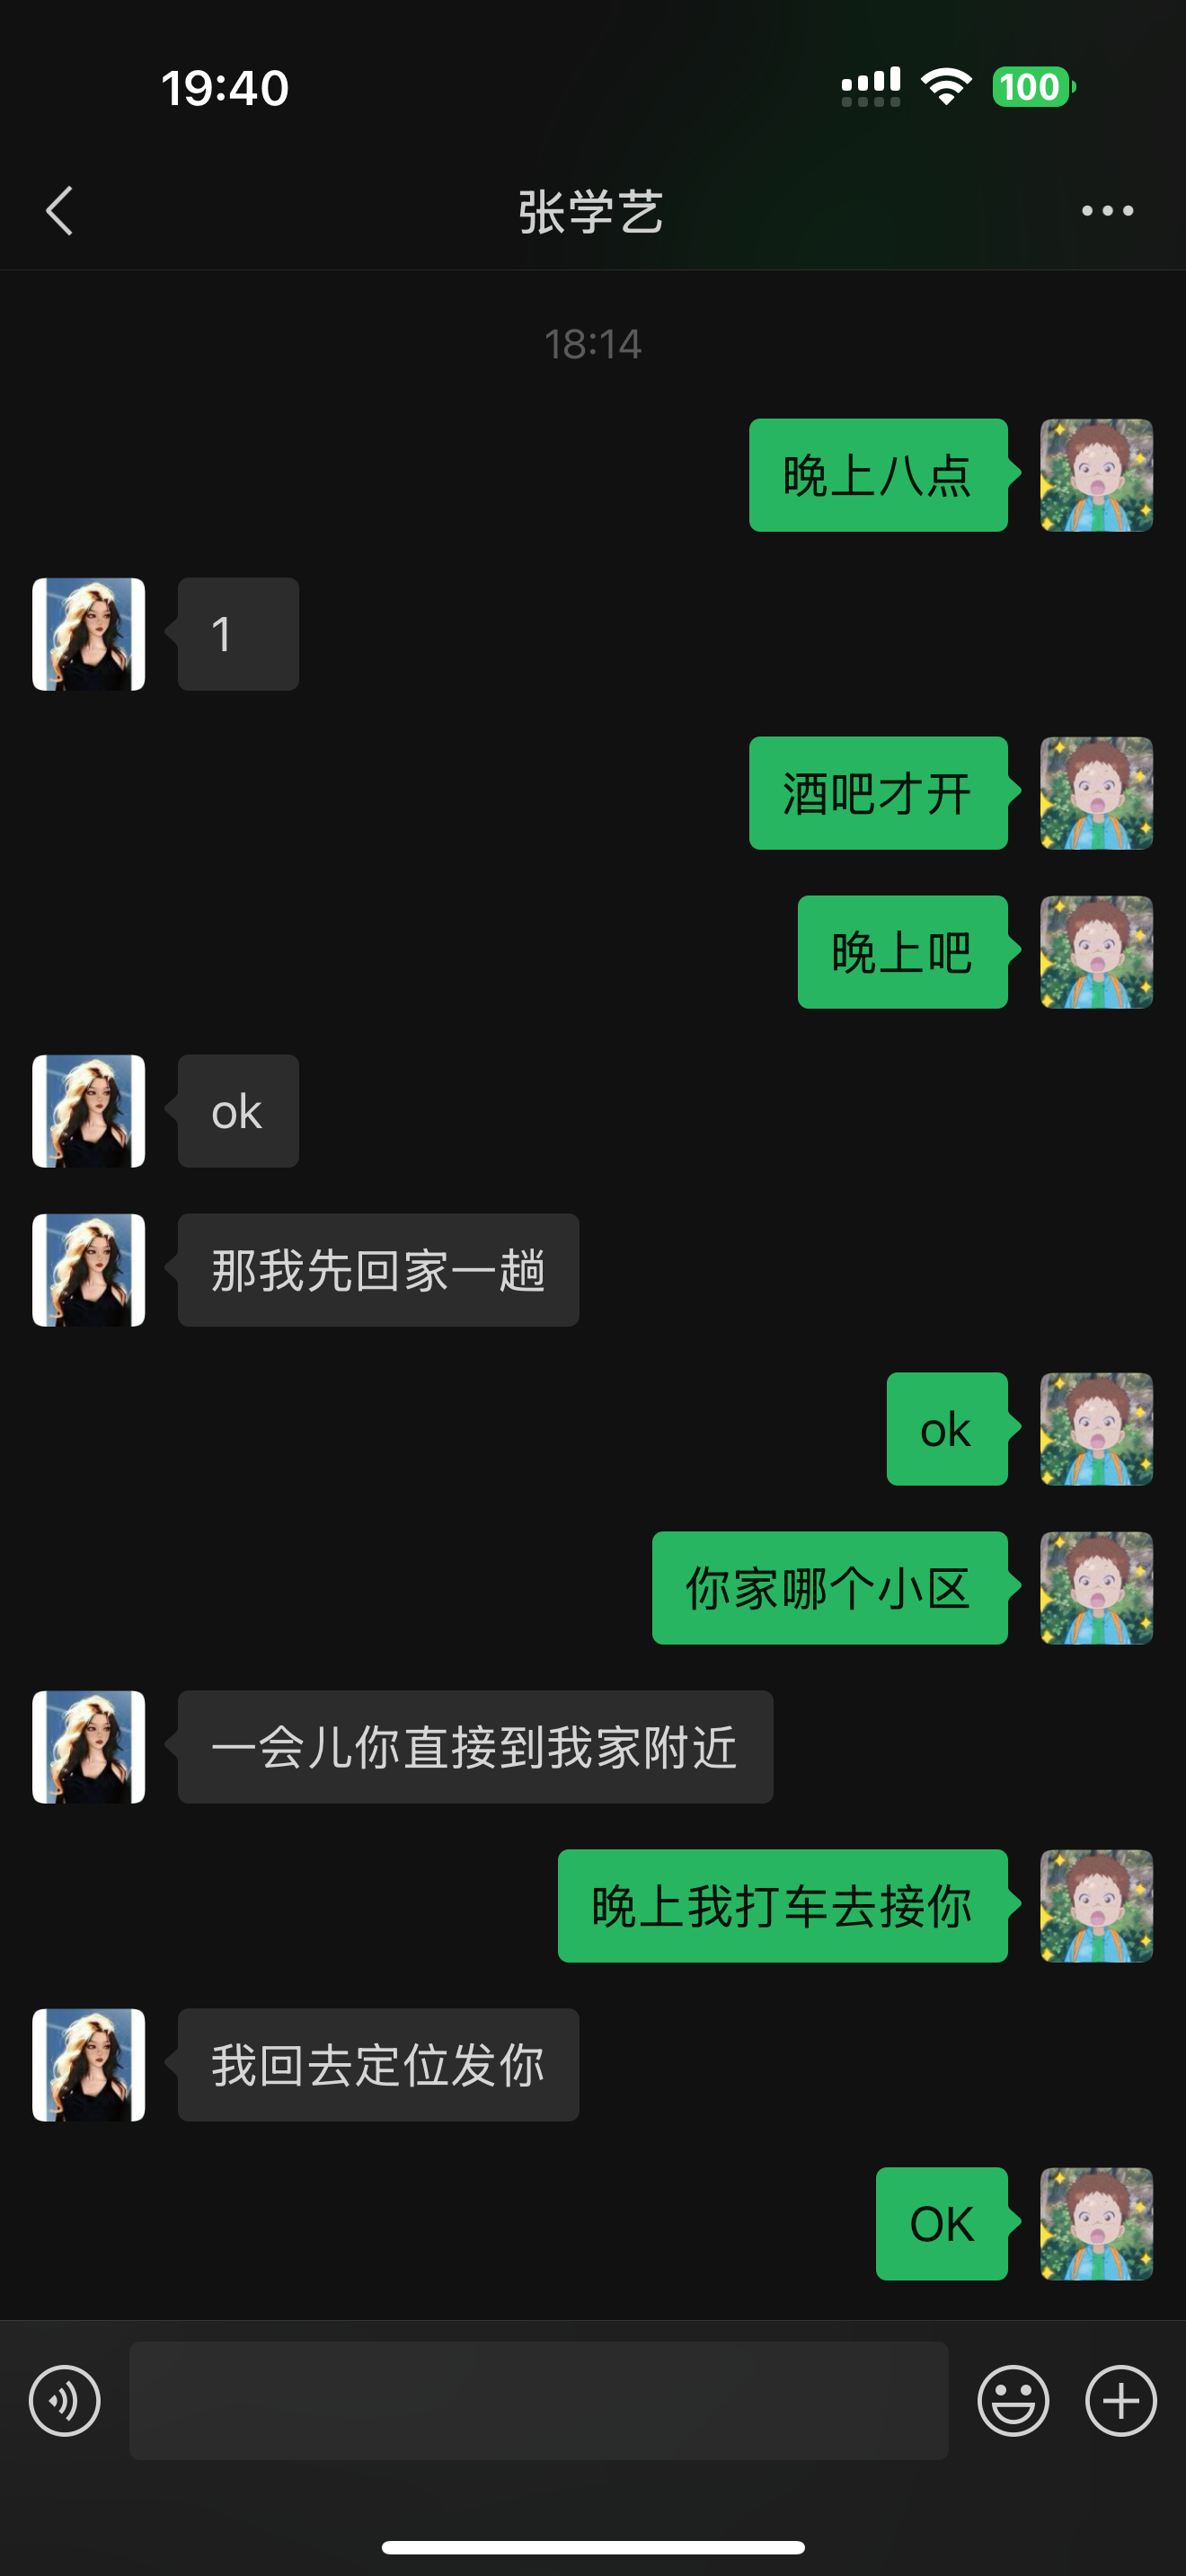 19:40
100
张学艺
18:14
晚上八点
1
酒吧才开
晚上吧
ok
那我先回家一趟
ok
你家哪个小区
一会儿你直接到我家附近
晚上我打车去接你
我回去定位发你
OK